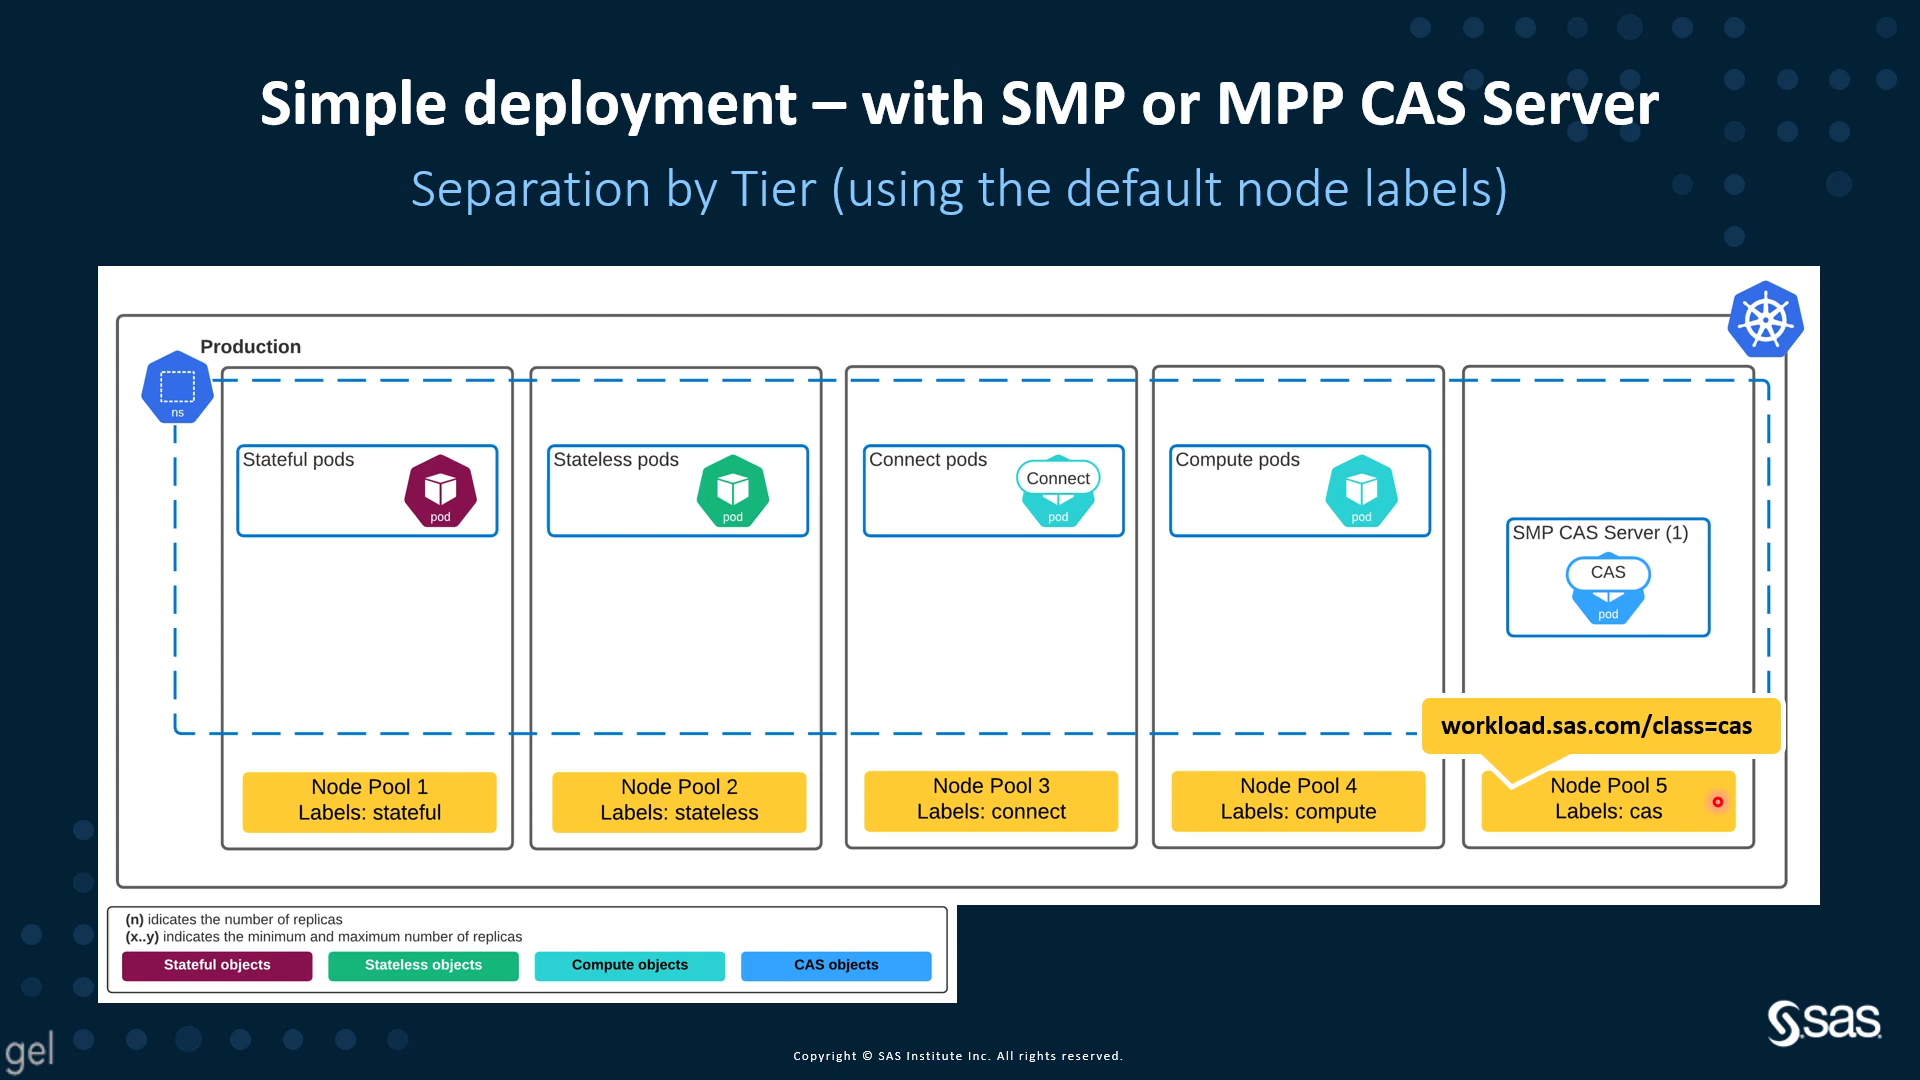 Simple deployment – with SMP or MPP CAS Server
Separation by Tier (using the default node labels)
Production
ns
Stateful pods
pod
Stateless pods
pod
Connect pods
Connect
pod
Compute pods
pod
SMP CAS Server (1)
CAS
pod
workload.sas.com/class=cas
Node Pool 1
Labels: stateful
Node Pool 2
Labels: stateless
Node Pool 3
Labels: connect
Node Pool 4
Labels: compute
Node Pool 5
Labels: cas
(n) idicates the number of replicas
(x..y) indicates the minimum and maximum number of replicas
Stateful objects
Stateless objects
Compute objects
CAS objects
gel
Copyright © SAS Institute Inc. All rights reserved.
sas